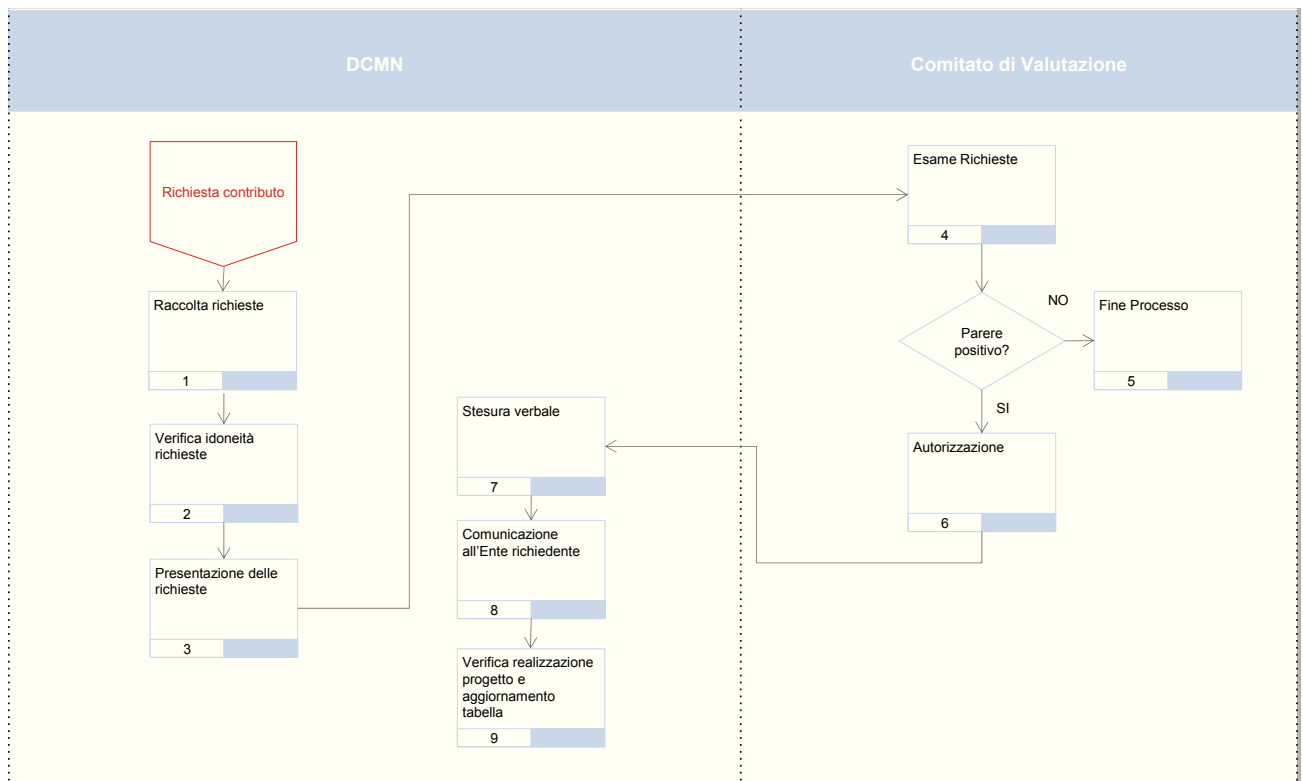 DCMN
Comitato di Valutazione
Richiesta contributo
Raccolta richieste
1
Verifica idoneità
richieste
2
Presentazione delle
richieste
3
Esame Richieste
4
Parere
positivo?
NO
Fine Processo
5
SI
Autorizzazione
6
Stesura verbale
7
Comunicazione
all'Ente richiedente
8
Verifica realizzazione
progetto e
aggiornamento
tabella
9